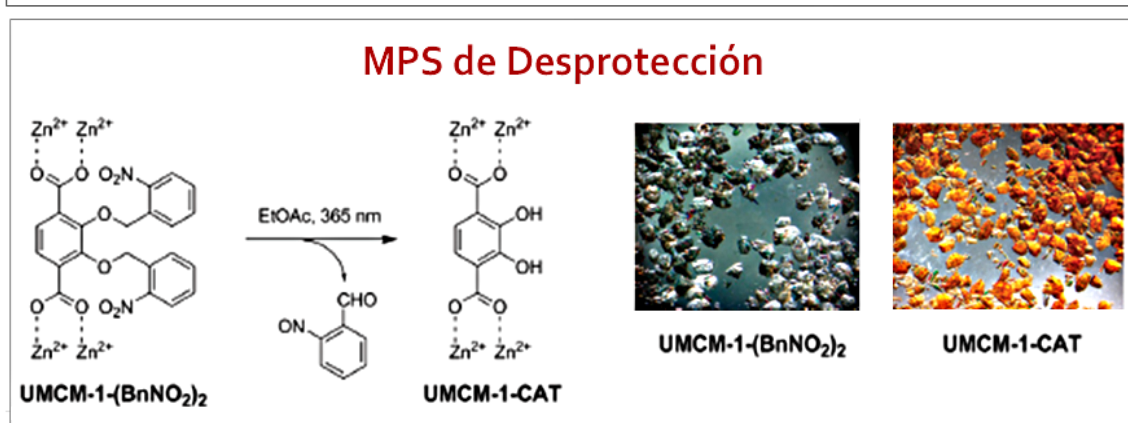 MPS de Desprotección
Zn²⁺ Zn²⁺
O O
O₂N
O
O
O O
O₂N
Zn²⁺ Zn²⁺
UMCM-1-(BnNO₂)₂
EtOAc, 365 nm
CHO
ON
Zn²⁺ Zn²⁺
O O
OH
OH
O O
Zn²⁺ Zn²⁺
UMCM-1-CAT
UMCM-1-(BnNO₂)₂
UMCM-1-CAT